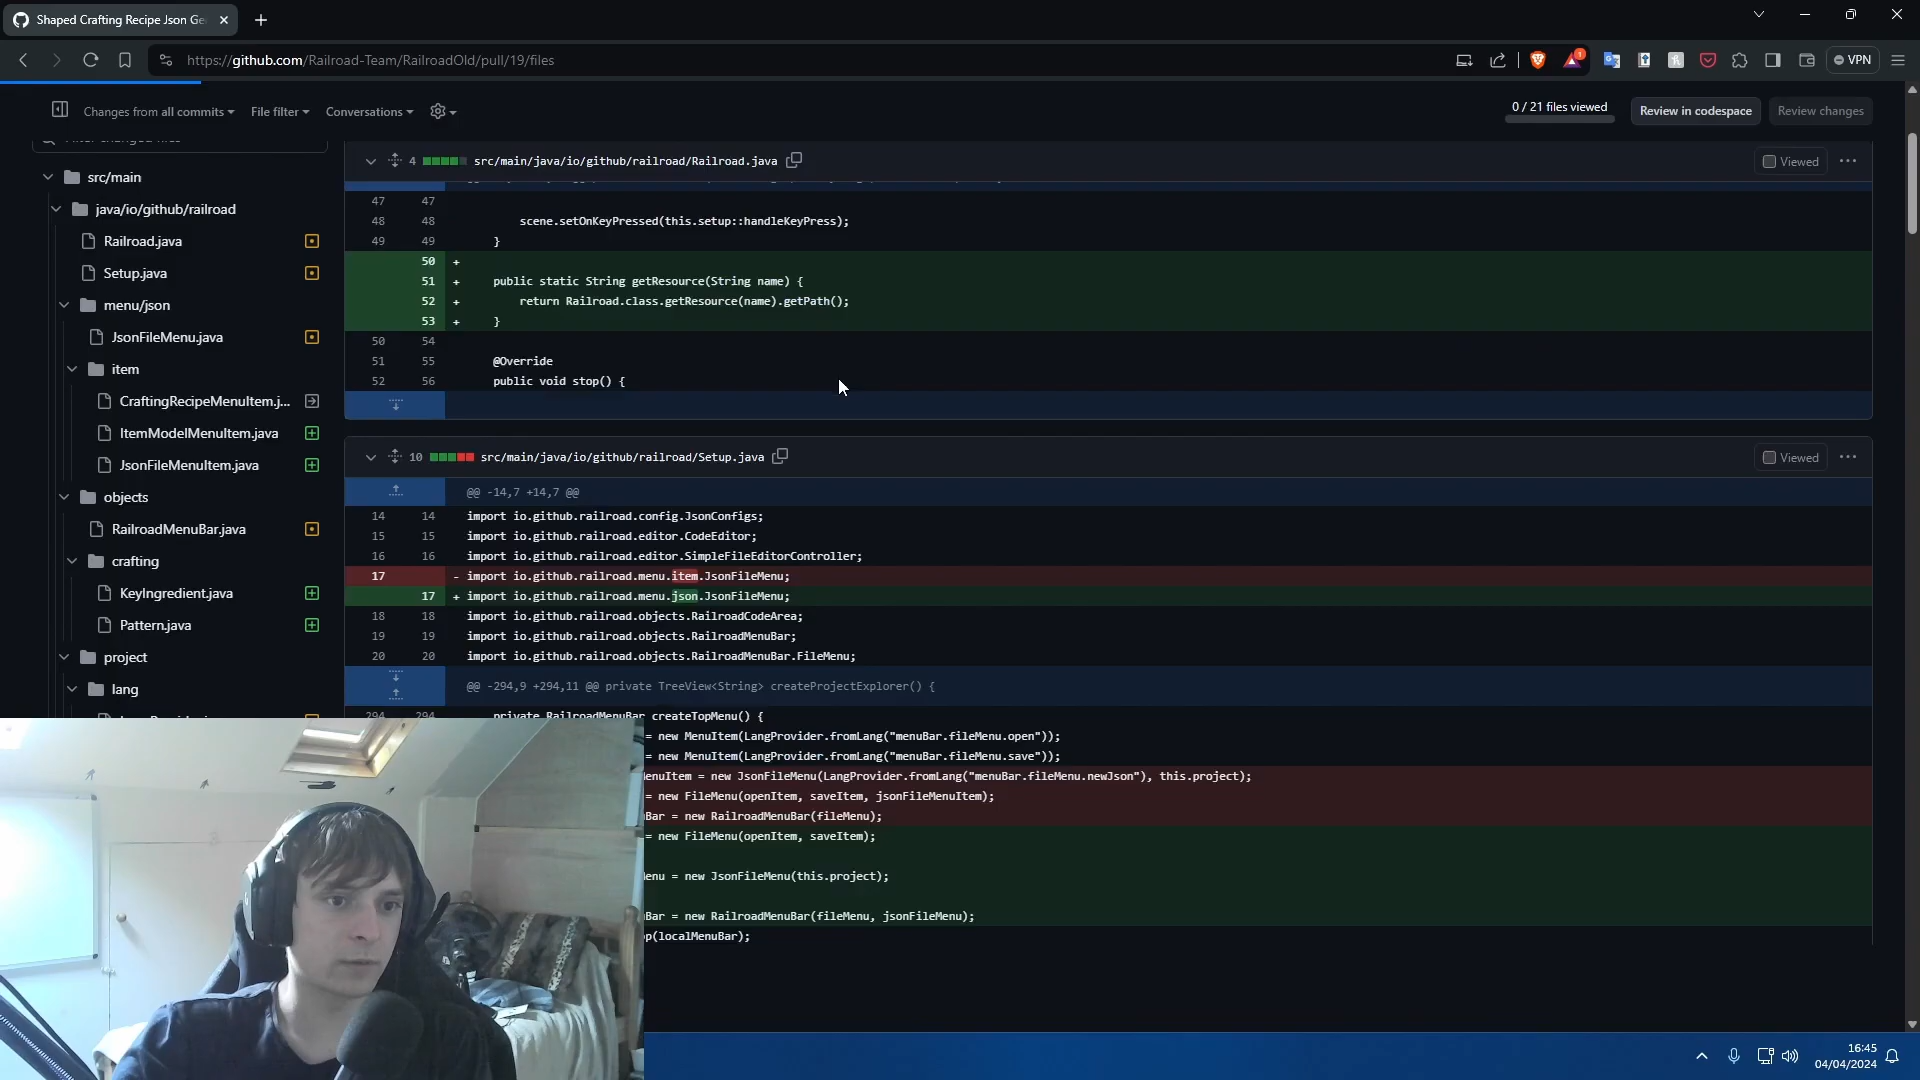 Shaped Crafting Recipe Json Ge
https://github.com/Railroad-Team/RailroadOld/pull/19/files
1
VPN
Changes from all commits
File filter
Conversations
0 / 21 files viewed
Review in codespace
Review changes
src/main
java/io/github/railroad
Railroad.java
Setup.java
menu/json
JsonFileMenu.java
item
CraftingRecipeMenuItem.j...
ItemModelMenuItem.java
JsonFileMenuItem.java
objects
RailroadMenuBar.java
crafting
KeyIngredient.java
Pattern.java
project
lang
4 src/main/java/io/github/railroad/Railroad.java
Viewed
47 47
48 48 scene.setOnKeyPressed(this.setup::handleKeyPress);
49 49 }
50 +
51 + public static String getResource(String name) {
52 + return Railroad.class.getResource(name).getPath();
53 + }
50 54
51 55 @Override
52 56 public void stop() {
10 src/main/java/io/github/railroad/Setup.java
Viewed
@@ -14,7 +14,7 @@
14 14 import io.github.railroad.config.JsonConfigs;
15 15 import io.github.railroad.editor.CodeEditor;
16 16 import io.github.railroad.editor.SimpleFileEditorController;
17 - import io.github.railroad.menu.item.JsonFileMenu;
17 + import io.github.railroad.menu.json.JsonFileMenu;
18 18 import io.github.railroad.objects.RailroadCodeArea;
19 19 import io.github.railroad.objects.RailroadMenuBar;
20 20 import io.github.railroad.objects.RailroadMenuBar.FileMenu;
@@ -294,9 +294,11 @@ private TreeView<String> createProjectExplorer() {
294 294 private RailroadMenuBar createTopMenu() {
= new MenuItem(LangProvider.fromLang("menuBar.fileMenu.open"));
= new MenuItem(LangProvider.fromLang("menuBar.fileMenu.save"));
enuItem = new JsonFileMenu(LangProvider.fromLang("menuBar.fileMenu.newJson"), this.project);
= new FileMenu(openItem, saveItem, jsonFileMenuItem);
Bar = new RailroadMenuBar(fileMenu);
= new FileMenu(openItem, saveItem);
enu = new JsonFileMenu(this.project);
Bar = new RailroadMenuBar(fileMenu, jsonFileMenu);
p(localMenuBar);
16:45
04/04/2024